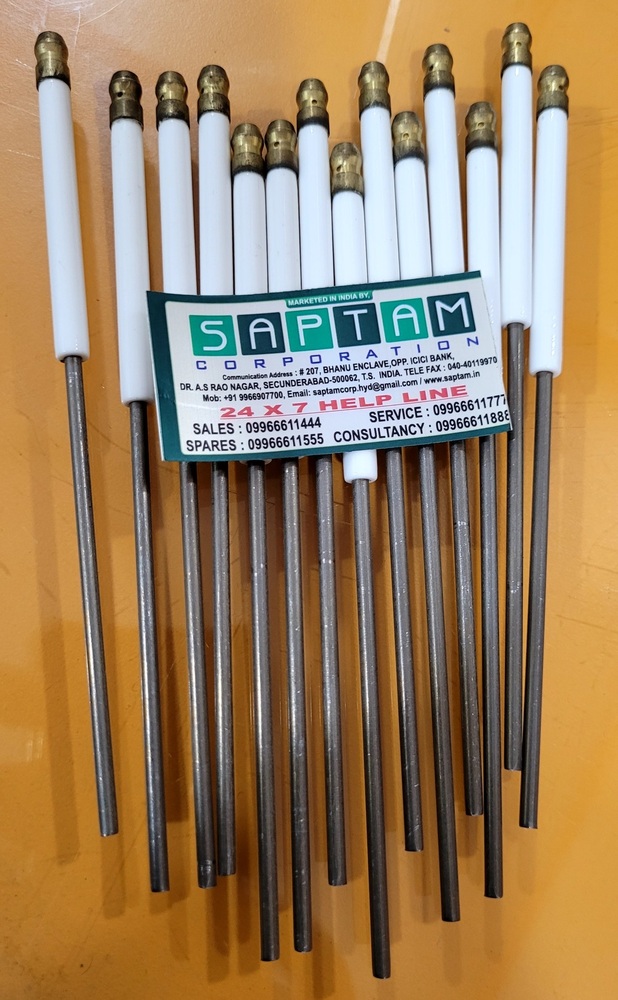 MARKETED IN INDIA BY,
SAPTAM
CORPORATION
Communication Address : # 207, BHANU ENCLAVE,OPP. ICICI BANK,
DR. A.S RAO NAGAR, SECUNDERABAD-500062, T.S. INDIA. TELE FAX : 040-40119970
Mob: +91 9966907700, Email: saptamcorp.hyd@gmail.com / www.saptam.in
24 X 7 HELP LINE
SALES : 09966611444 SERVICE : 09966611777
SPARES : 09966611555 CONSULTANCY : 09966611888